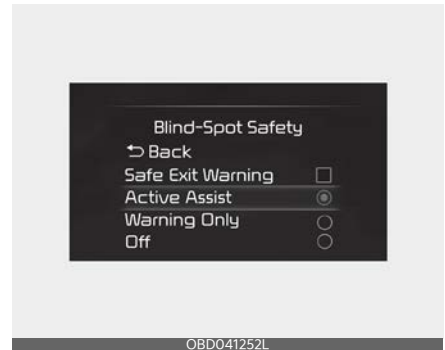 Blind-Spot Safety
Back
Safe Exit Warning
Active Assist
Warning Only
Off
OBD041252L